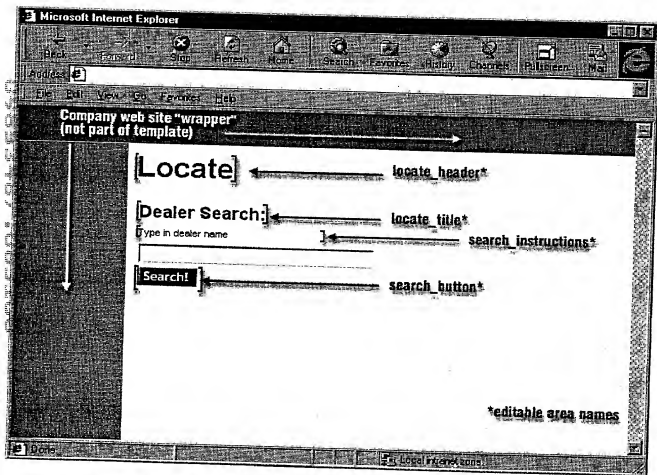 Microsoft Internet Explorer
Back Forward Stop Refresh Home Search Favorites History Channels Fullscreen Mail
Address
File Edit View Go Favorites Help
Company web site "wrapper"
(not part of template)
[Locate] locate_header*
[Dealer Search:] locate_title*
[Type in dealer name ] search_instructions*
[Search!] search_button*
*editable area names
Done Local intranet zone